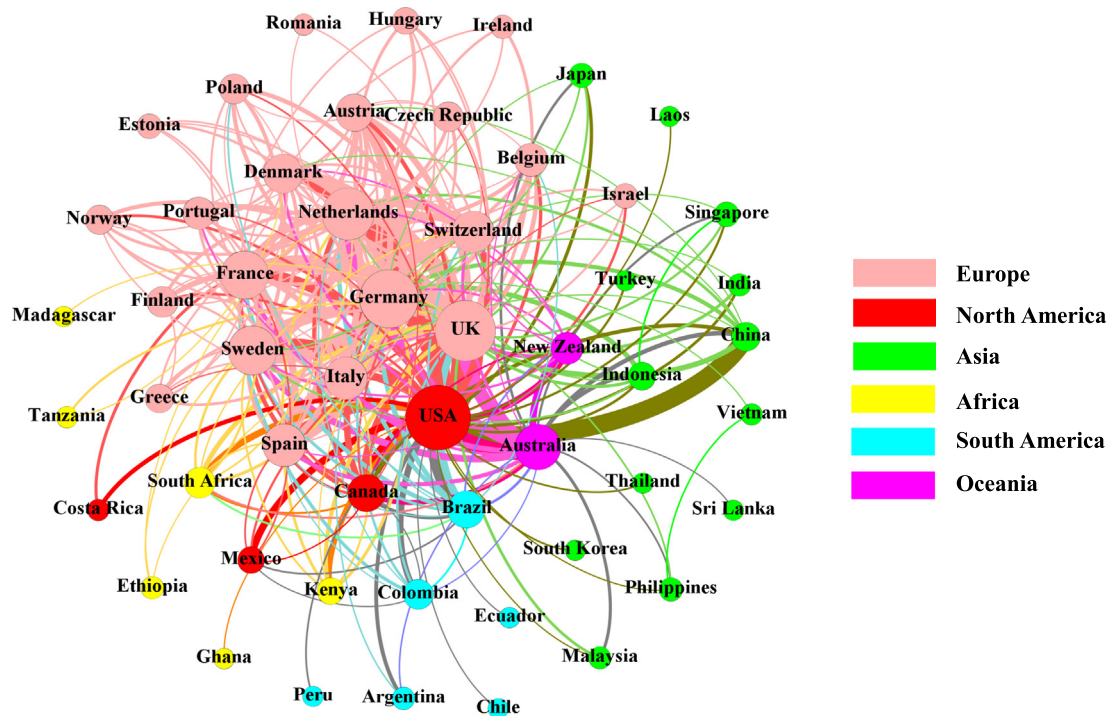 Romania
Hungary
Ireland
Japan
Poland
Laos
Austria
Czech Republic
Estonia
Belgium
Denmark
Israel
Norway
Portugal
Netherlands
Switzerland
Singapore
France
Germany
Turkey
India
Finland
Madagascar
UK
China
Sweden
New Zealand
Italy
Indonesia
Greece
Tanzania
USA
Vietnam
Spain
Australia
South Africa
Thailand
Costa Rica
Canada
Brazil
Sri Lanka
South Korea
Mexico
Ethiopia
Kenya
Colombia
Philippines
Ecuador
Ghana
Malaysia
Peru
Argentina
Chile
Europe
North America
Asia
Africa
South America
Oceania